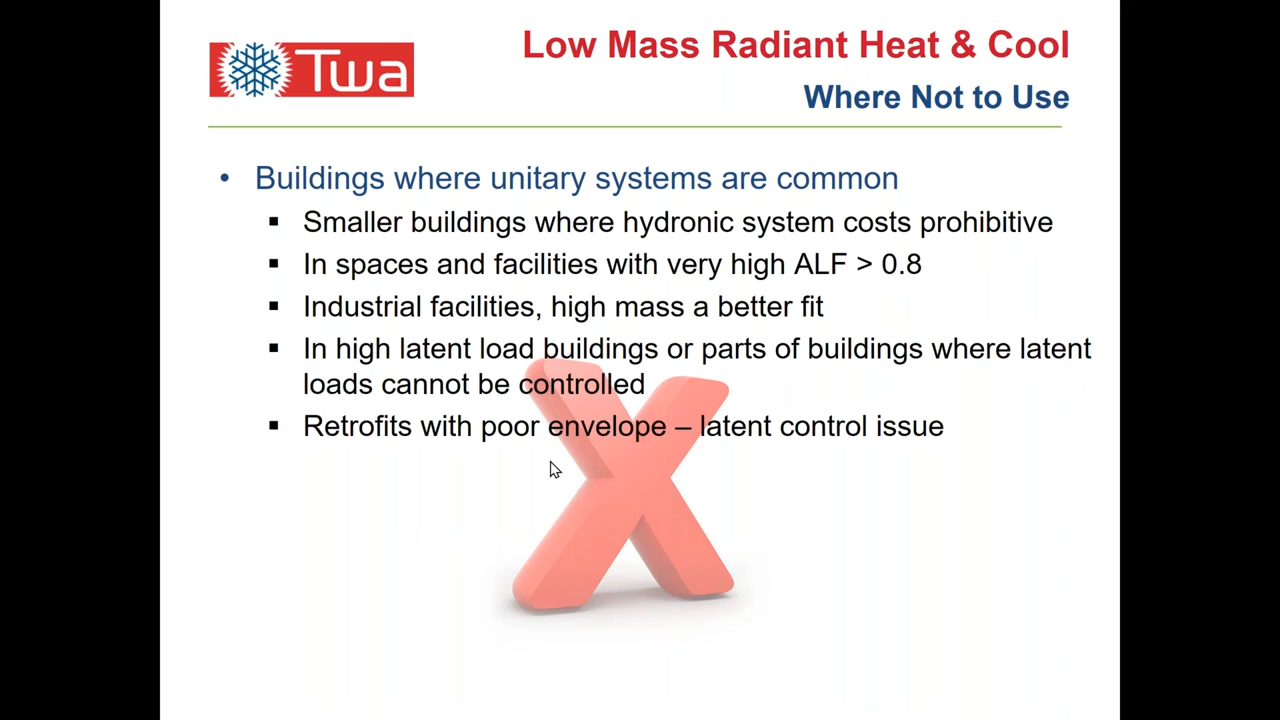 Twa
Low Mass Radiant Heat & Cool
Where Not to Use
• Buildings where unitary systems are common
▪ Smaller buildings where hydronic system costs prohibitive
▪ In spaces and facilities with very high ALF > 0.8
▪ Industrial facilities, high mass a better fit
▪ In high latent load buildings or parts of buildings where latent
loads cannot be controlled
▪ Retrofits with poor envelope – latent control issue